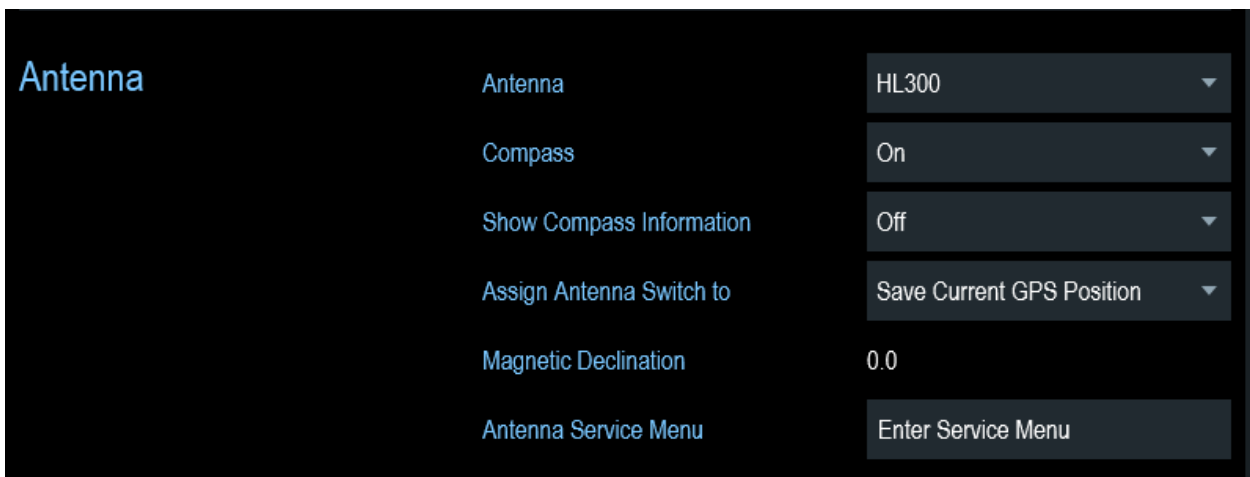 Antenna
Antenna HL300
Compass On
Show Compass Information Off
Assign Antenna Switch to Save Current GPS Position
Magnetic Declination 0.0
Antenna Service Menu Enter Service Menu